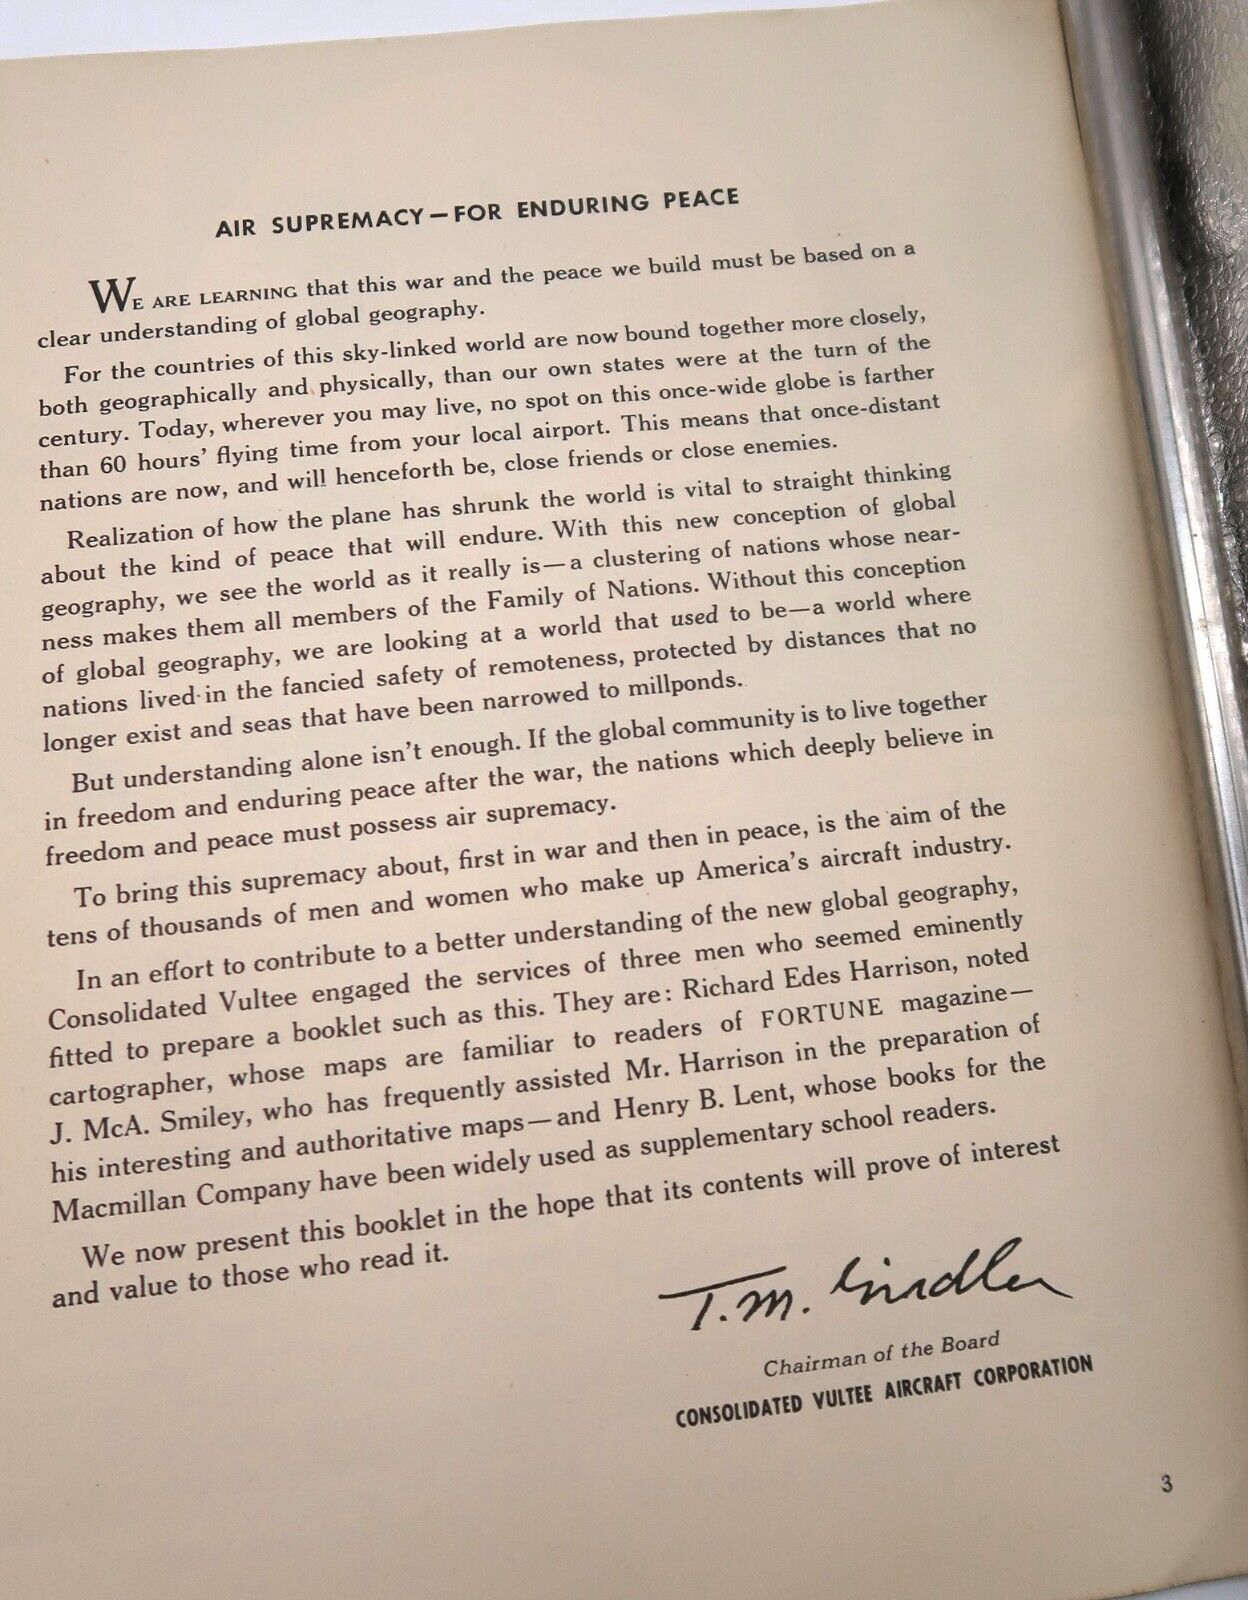 AIR SUPREMACY—FOR ENDURING PEACE
WE ARE LEARNING that this war and the peace we build must be based on a
clear understanding of global geography.
For the countries of this sky-linked world are now bound together more closely,
both geographically and physically, than our own states were at the turn of the
century. Today, wherever you may live, no spot on this once-wide globe is farther
than 60 hours' flying time from your local airport. This means that once-distant
nations are now, and will henceforth be, close friends or close enemies.
Realization of how the plane has shrunk the world is vital to straight thinking
about the kind of peace that will endure. With this new conception of global
geography, we see the world as it really is—a clustering of nations whose near-
ness makes them all members of the Family of Nations. Without this conception
of global geography, we are looking at a world that used to be—a world where
nations lived in the fancied safety of remoteness, protected by distances that no
longer exist and seas that have been narrowed to millponds.
But understanding alone isn't enough. If the global community is to live together
in freedom and enduring peace after the war, the nations which deeply believe in
freedom and peace must possess air supremacy.
To bring this supremacy about, first in war and then in peace, is the aim of the
tens of thousands of men and women who make up America's aircraft industry.
In an effort to contribute to a better understanding of the new global geography,
Consolidated Vultee engaged the services of three men who seemed eminently
fitted to prepare a booklet such as this. They are: Richard Edes Harrison, noted
cartographer, whose maps are familiar to readers of FORTUNE magazine—
J. McA. Smiley, who has frequently assisted Mr. Harrison in the preparation of
his interesting and authoritative maps—and Henry B. Lent, whose books for the
Macmillan Company have been widely used as supplementary school readers.
We now present this booklet in the hope that its contents will prove of interest
and value to those who read it.
T. M. Girdler
Chairman of the Board
CONSOLIDATED VULTEE AIRCRAFT CORPORATION
3